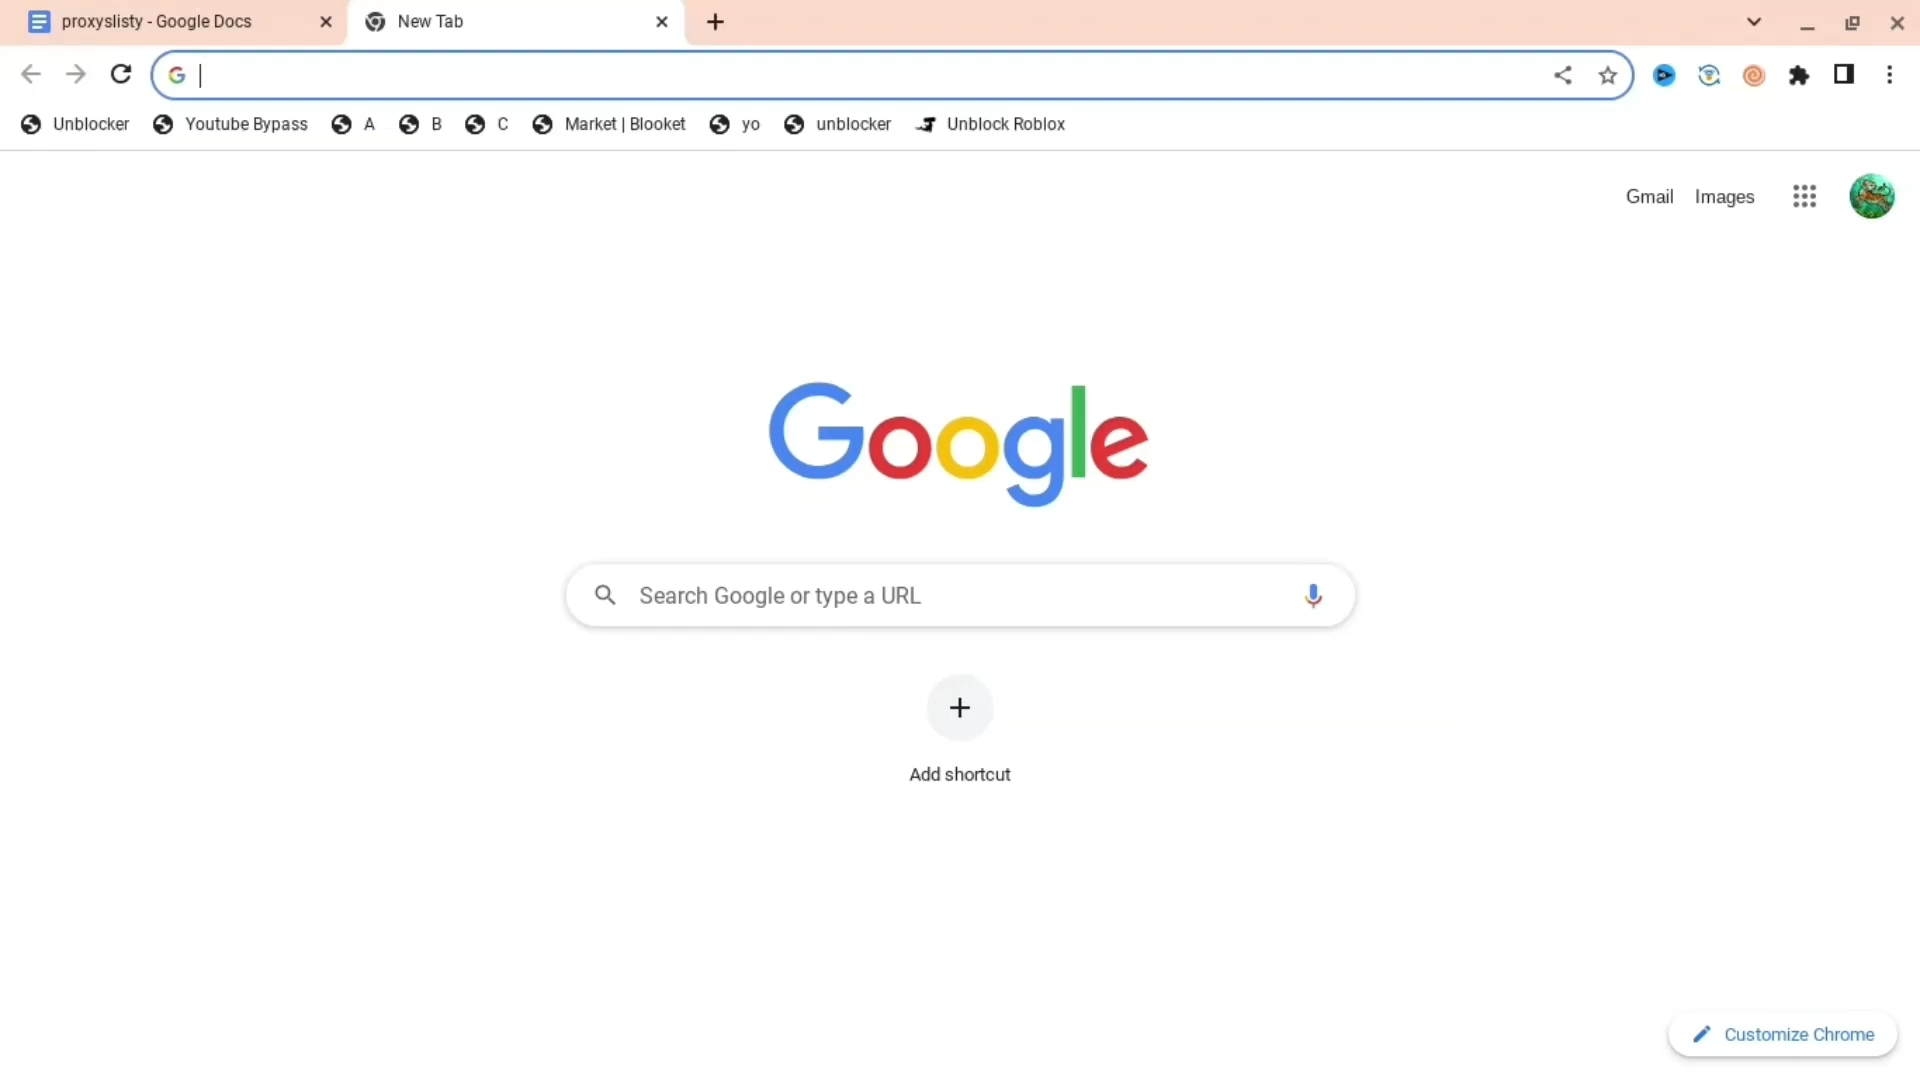 proxyslisty - Google Docs
New Tab
Unblocker
Youtube Bypass
A
B
C
Market | Blooket
yo
unblocker
Unblock Roblox
Gmail
Images
Google
Search Google or type a URL
Add shortcut
Customize Chrome